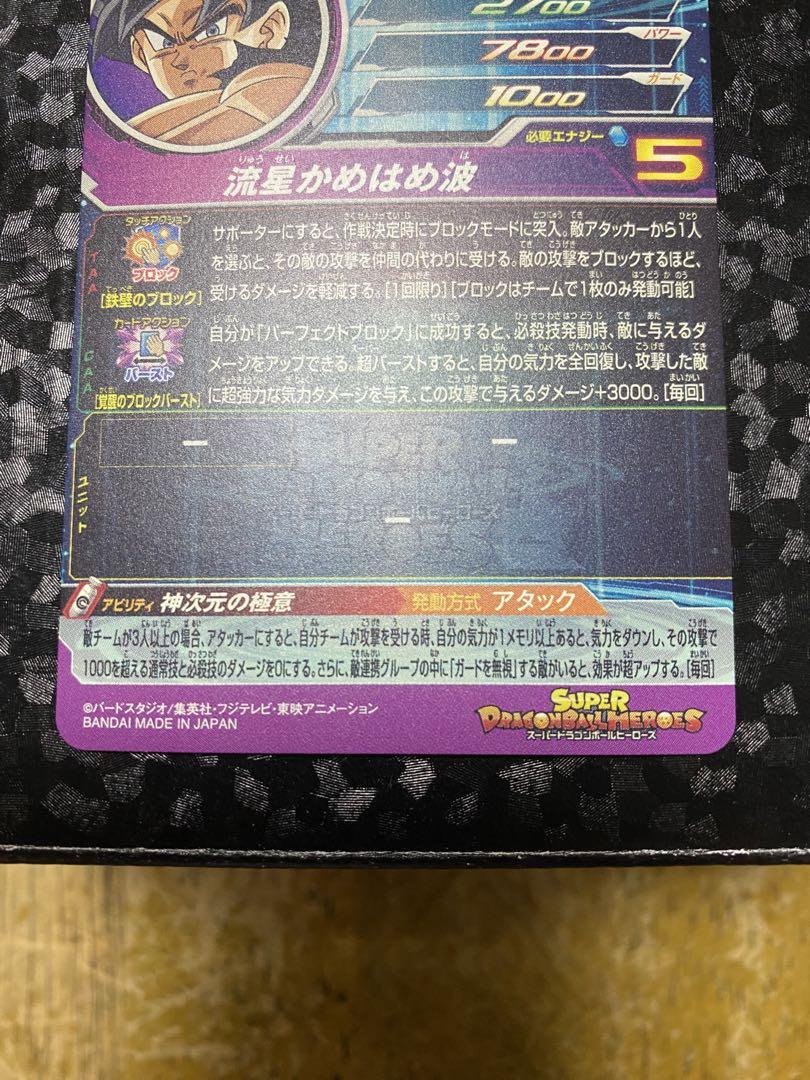 2700
パワー
7800
ガード
1000
必要エナジー 5
りゅう せい は
流星かめはめ波
タッチアクション
ブロック
[鉄壁のブロック]
サポーターにすると、作戦決定時にブロックモードに突入。敵アタッカーから1人
を選ぶと、その敵の攻撃を仲間の代わりに受ける。敵の攻撃をブロックするほど、
受けるダメージを軽減する。[1回限り][ブロックはチームで1枚のみ発動可能]
カードアクション
バースト
[覚醒のブロックバースト]
自分が「パーフェクトブロック」に成功すると、必殺技発動時、敵に与えるダ
メージをアップできる。超バーストすると、自分の気力を全回復し、攻撃した敵
に超強力な気力ダメージを与え、この攻撃で与えるダメージ+3000。[毎回]
TAA
CAA
ユニット
ー ー
ー
アビリティ 神次元の極意 発動方式 アタック
敵チームが3人以上の場合、アタッカーにすると、自分チームが攻撃を受ける時、自分の気力が1メモリ以上あると、気力をダウンし、その攻撃で
1000を超える通常技と必殺技のダメージを0にする。さらに、敵連携グループの中に「ガードを無視」する敵がいると、効果が超アップする。[毎回]
©バードスタジオ/集英社・フジテレビ・東映アニメーション
BANDAI MADE IN JAPAN
SUPER
DRAGONBALL HEROES
スーパードラゴンボールヒーローズ